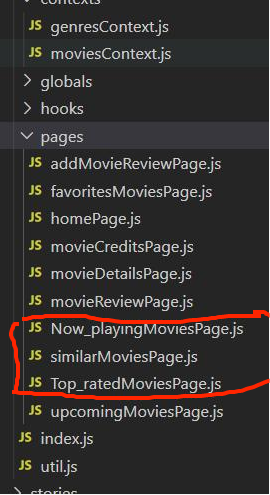 contexts
JS genresContext.js
JS moviesContext.js
globals
hooks
pages
JS addMovieReviewPage.js
JS favoritesMoviesPage.js
JS homePage.js
JS movieCreditsPage.js
JS movieDetailsPage.js
JS movieReviewPage.js
JS Now_playingMoviesPage.js
JS similarMoviesPage.js
JS Top_ratedMoviesPage.js
JS upcomingMoviesPage.js
JS index.js
JS util.js
stories